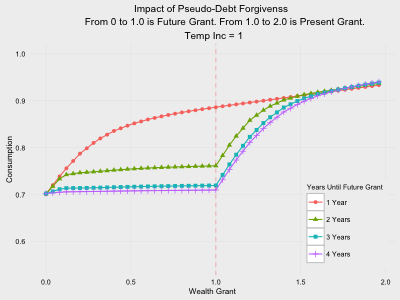 Impact of Pseudo-Debt Forgivenss
From 0 to 1.0 is Future Grant. From 1.0 to 2.0 is Present Grant.
Temp Inc = 1
1.0
0.9
0.8
0.7
0.6
Consumption
0.0 0.5 1.0 1.5 2.0
Wealth Grant
Years Until Future Grant
1 Year
2 Years
3 Years
4 Years